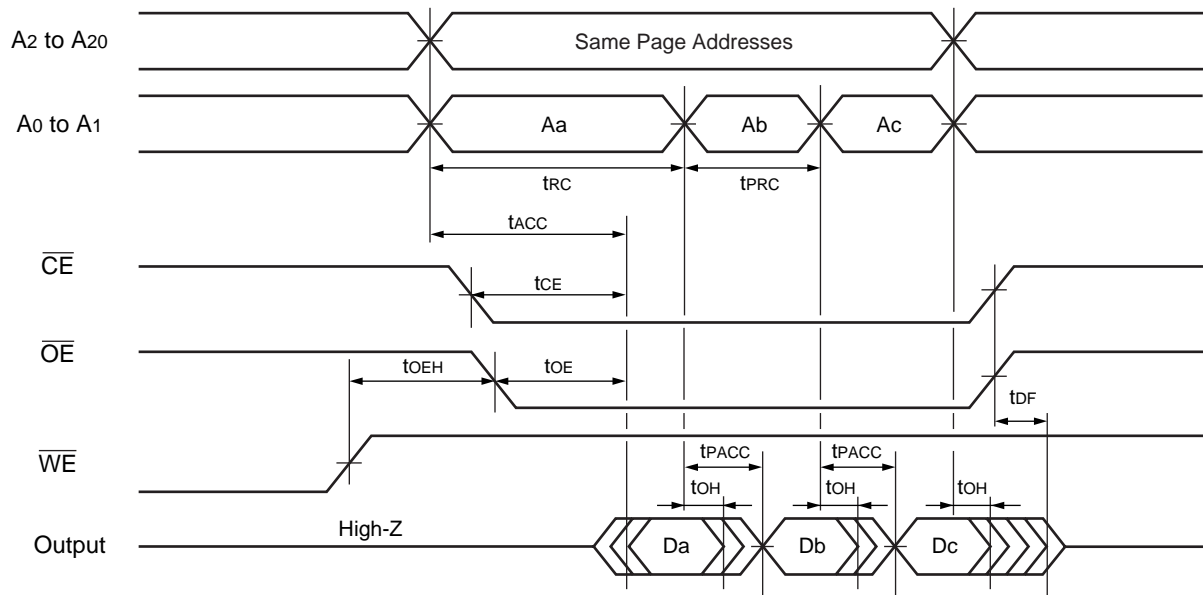 A2 to A20
Same Page Addresses
A0 to A1
Aa
Ab
Ac
tRC
tPRC
tACC
CE
tCE
OE
tOEH
tOE
tDF
WE
tPACC
tPACC
tOH
tOH
tOH
Output
High-Z
Da
Db
Dc